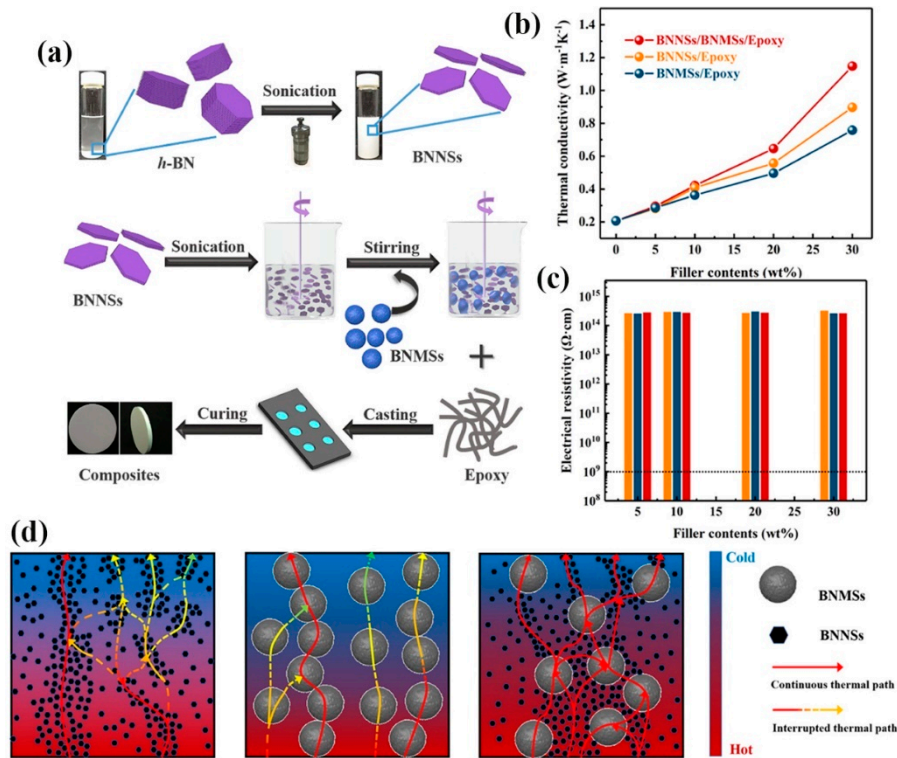 (a)
Sonication
h-BN
BNNSs
Sonication
Stirring
BNNSs
BNMSs
+
Curing
Casting
Composites
Epoxy
(b)
Thermal conductivity (W·m⁻¹K⁻¹)
1.4
1.2
1.0
0.8
0.6
0.4
0.2
BNNSs/BNMSs/Epoxy
BNNSs/Epoxy
BNMSs/Epoxy
0 5 10 15 20 25 30
Filler contents (wt%)
(c)
Electrical resistivity (Ω·cm)
10¹⁵
10¹⁴
10¹³
10¹²
10¹¹
10¹⁰
10⁹
10⁸
5 10 15 20 25 30
Filler contents (wt%)
(d)
Cold
Hot
BNMSs
BNNSs
Continuous thermal path
Interrupted thermal path